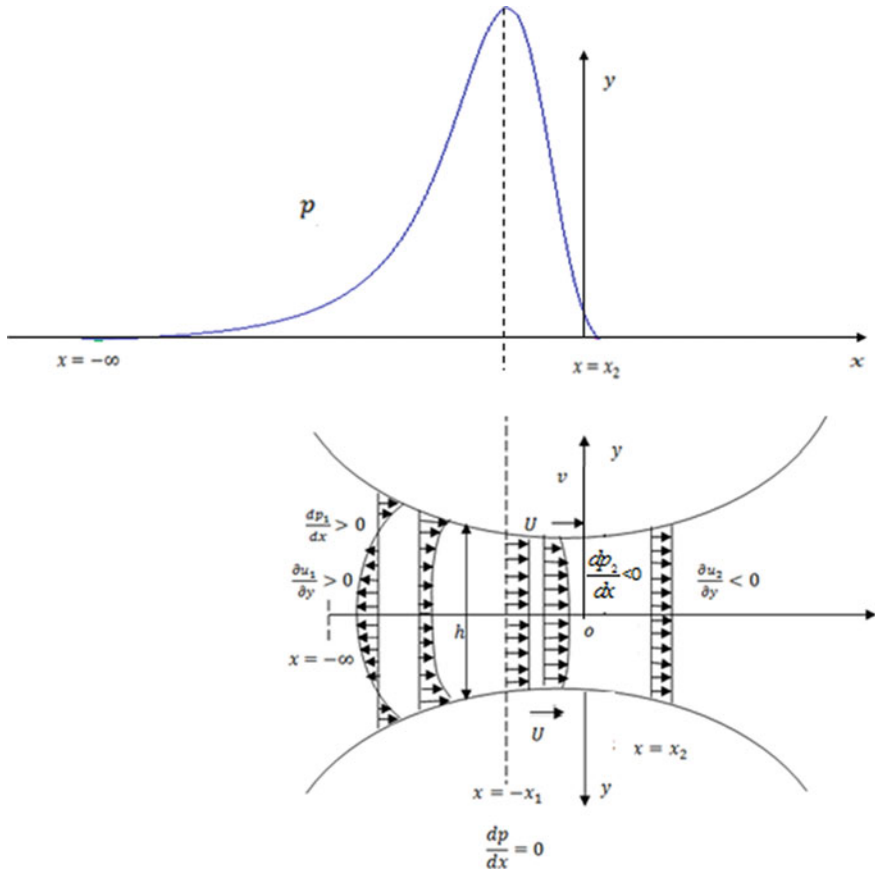 y
p
x = −∞
x = x₂
x
y
v
dp₁/dx > 0
U
dp₂/dx <0
∂u₁/∂y > 0
∂u₂/∂y < 0
h
o
x = −∞
U
x = x₂
x = −x₁
y
dp/dx = 0